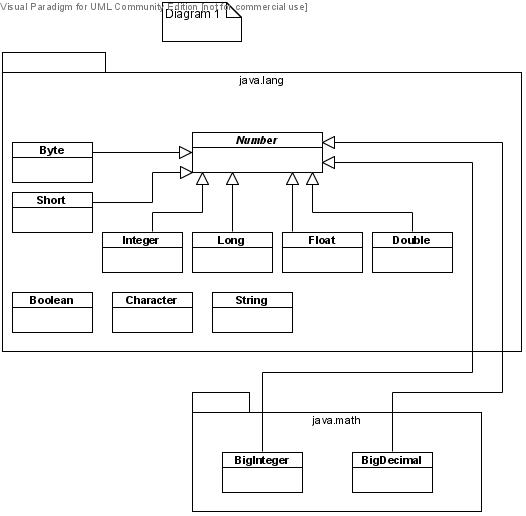 Visual Paradigm for UML Community Edition [not for commercial use]
Diagram 1
java.lang
Number
Byte
Short
Integer
Long
Float
Double
Boolean
Character
String
java.math
BigInteger
BigDecimal